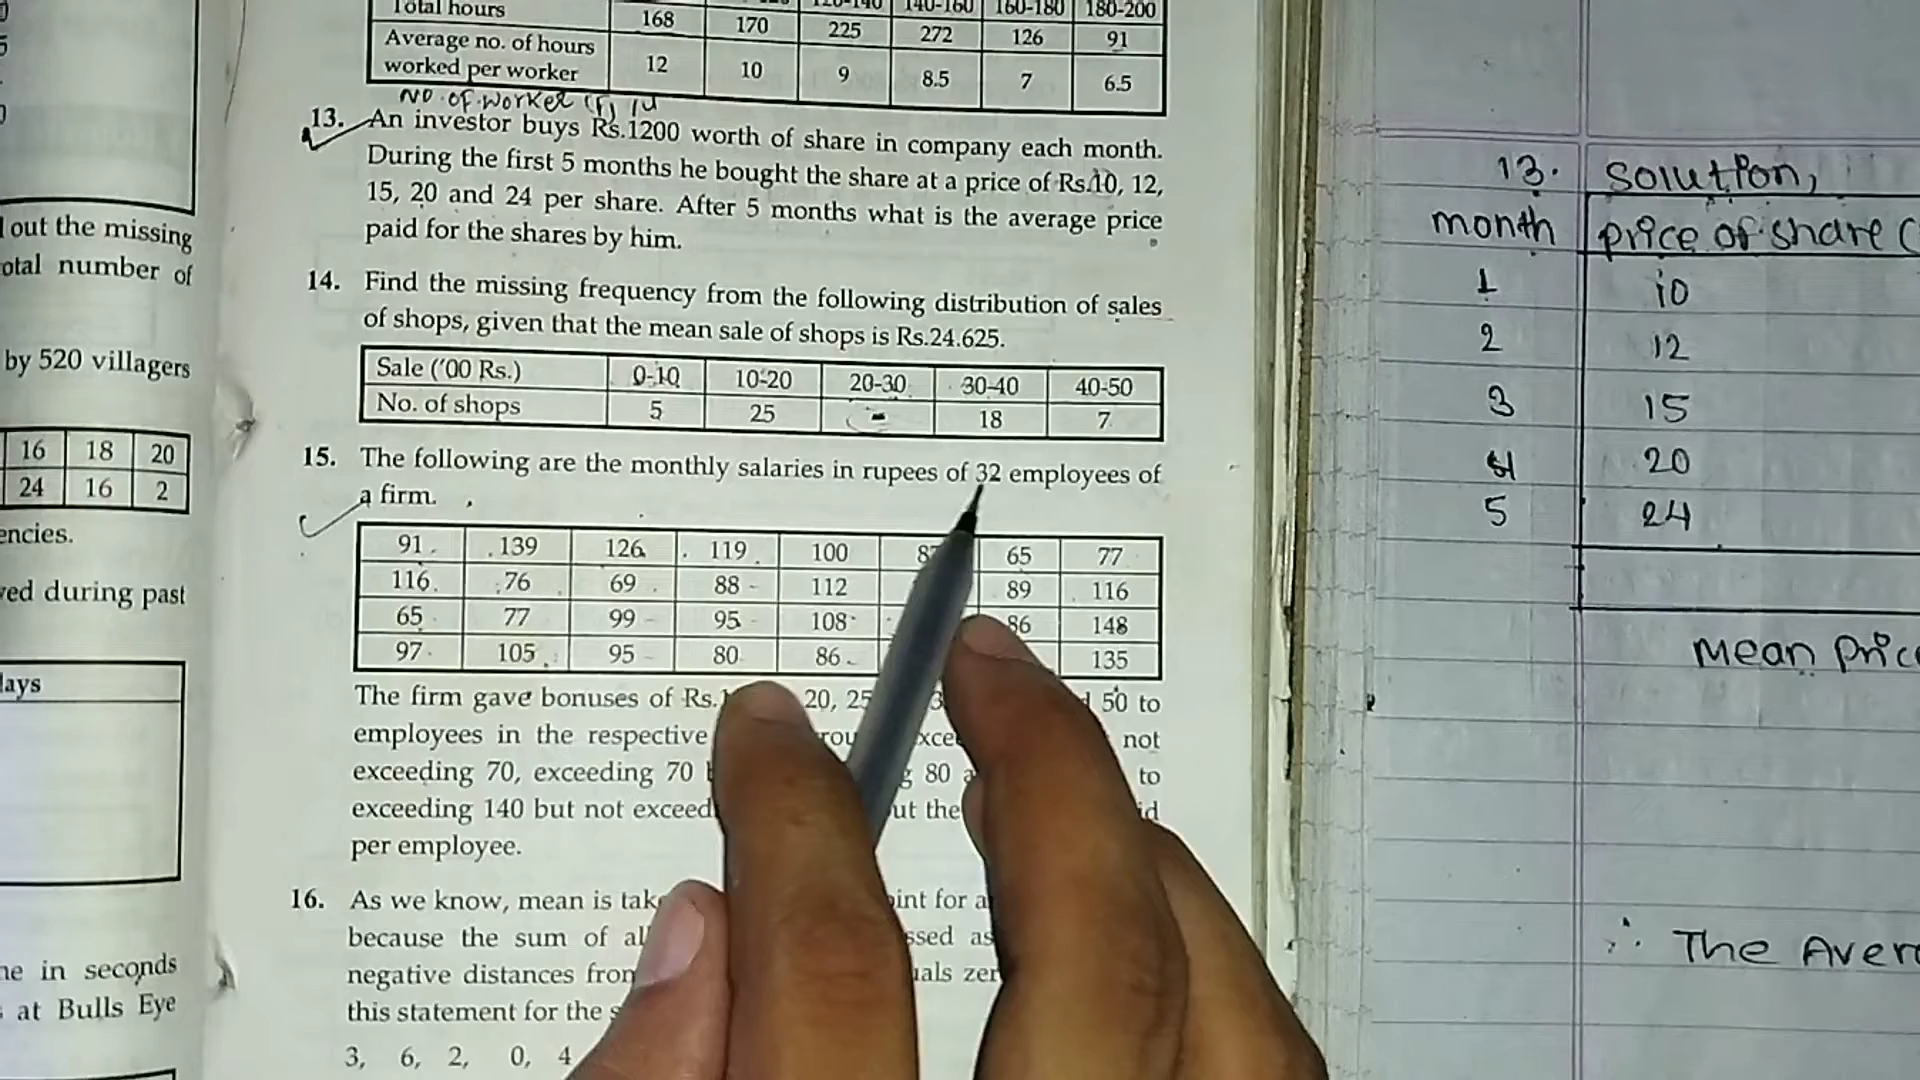 out the missing
otal number of
by 520 villagers
16 18 20
24 16 2
encies.
ved during past
lays
ne in seconds
at Bulls Eye
Total hours 168 170 225 272 126 91
140-160 160-180 180-200
Average no. of hours
worked per worker 12 10 9 8.5 7 6.5
NO. OF. WORKER (F) 14
13. An investor buys Rs.1200 worth of share in company each month.
During the first 5 months he bought the share at a price of Rs.10, 12,
15, 20 and 24 per share. After 5 months what is the average price
paid for the shares by him.
14. Find the missing frequency from the following distribution of sales
of shops, given that the mean sale of shops is Rs.24.625.
Sale ('00 Rs.) 0-10 10-20 20-30 30-40 40-50
No. of shops 5 25 - 18 7
15. The following are the monthly salaries in rupees of 32 employees of
a firm.
91 139 126 119 100 65 77
116 76 69 88 112 89 116
65 77 99 95 108 86 148
97 105 95 80 86 135
The firm gave bonuses of Rs. 20, 25 50 to
employees in the respective not
exceeding 70, exceeding 70 80 to
exceeding 140 but not the
per employee.
16. As we know, mean is for
because the sum of as
negative distances
this statement for the
3, 6, 2, 0, 4
13. solution,
month price of share (
1 10
2 12
3 15
4 20
5 24
Mean
∴ The